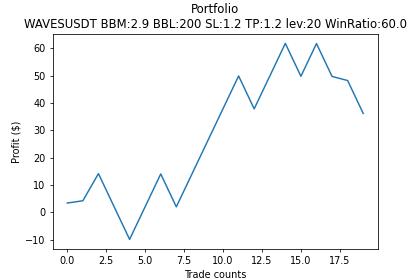 Portfolio
WAVESUSDT BBM:2.9 BBL:200 SL:1.2 TP:1.2 lev:20 WinRatio:60.0
Profit ($)
60
50
40
30
20
10
0
−10
0.0 2.5 5.0 7.5 10.0 12.5 15.0 17.5
Trade counts